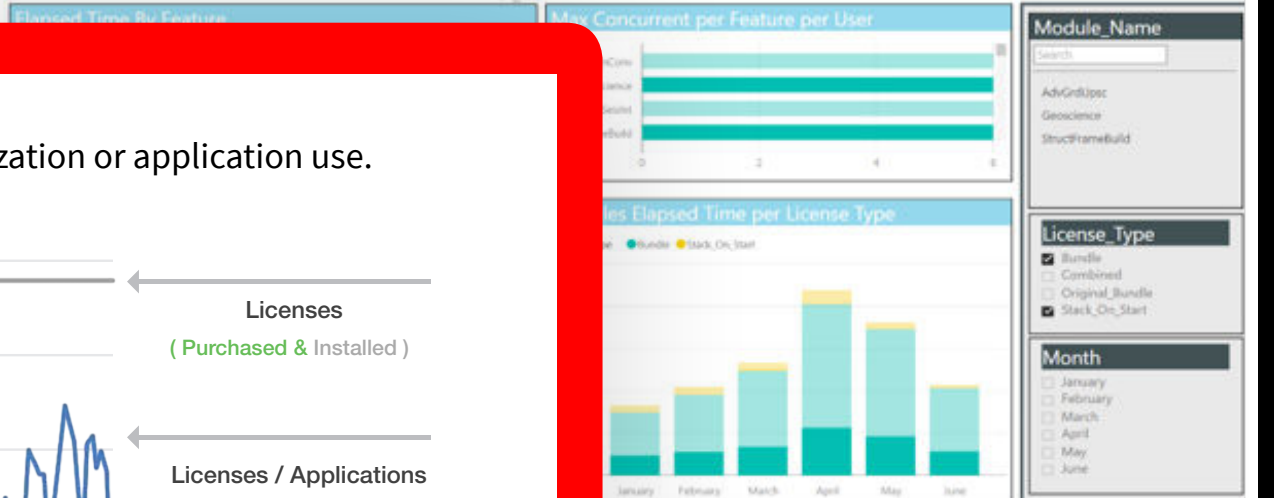 Elapsed Time By Feature
Max Concurrent per Feature per User
0 2 4 6
zation or application use.
Licenses
( Purchased & Installed )
Licenses / Applications
les Elapsed Time per License Type
Bundle Stack_On_Start
January February March April May June
Module_Name
Search
AdvGrdUpsc
Geoscience
StructFrameBuild
License_Type
Bundle
Combined
Original_Bundle
Stack_On_Start
Month
January
February
March
April
May
June